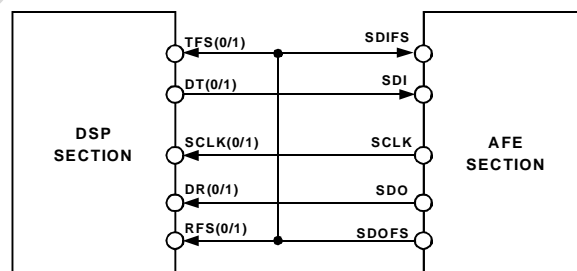 TFS(0/1) SDIFS
DT(0/1) SDI
DSP
SECTION
SCLK(0/1) SCLK
AFE
SECTION
DR(0/1) SDO
RFS(0/1) SDOFS